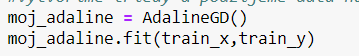 moj_adaline = AdalineGD()
moj_adaline.fit(train_x,train_y)